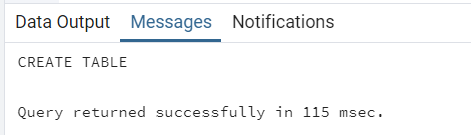 Data Output Messages Notifications
CREATE TABLE
Query returned successfully in 115 msec.